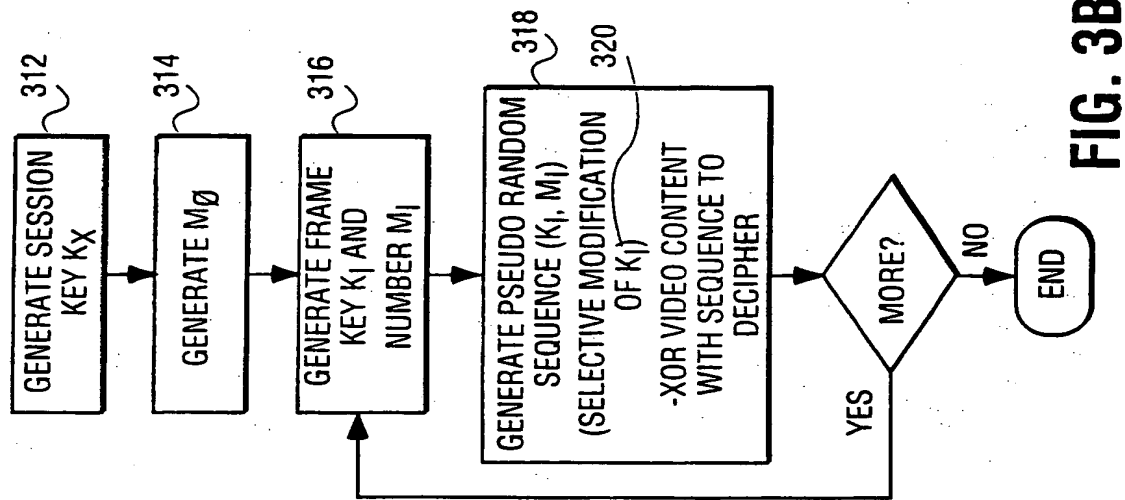 312
GENERATE SESSION
KEY KX
314
GENERATE MØ
316
GENERATE FRAME
KEY KI AND
NUMBER MI
318
GENERATE PSEUDO RANDOM
SEQUENCE (KI, MI)
(SELECTIVE MODIFICATION
OF KI)
320
-XOR VIDEO CONTENT
WITH SEQUENCE TO
DECIPHER
MORE?
YES
NO
END
FIG. 3B